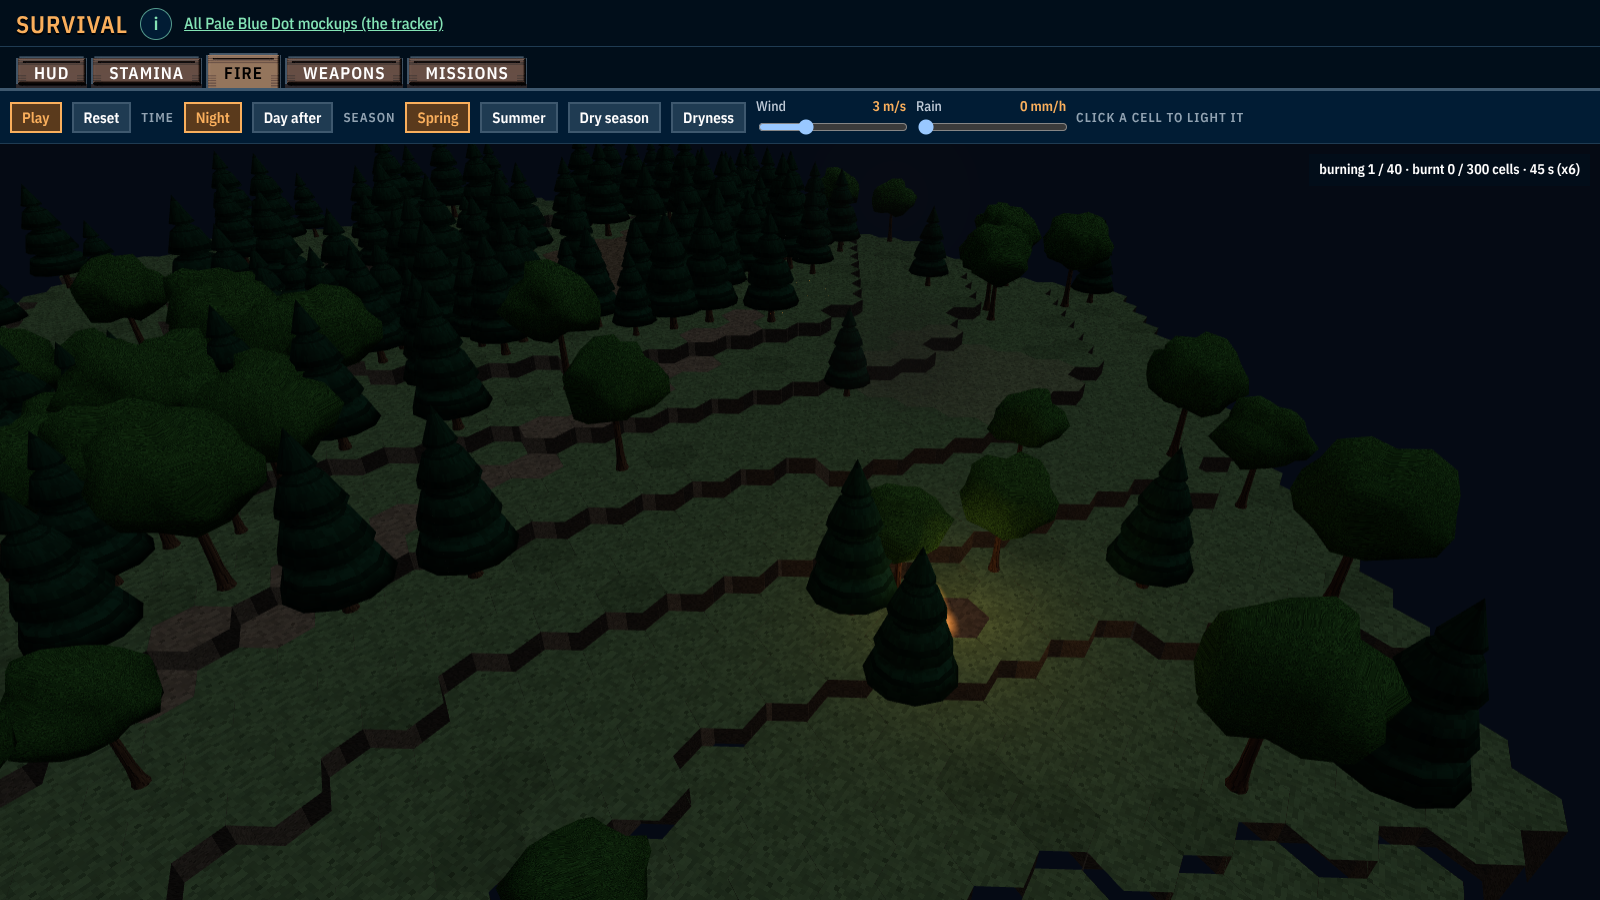 SURVIVAL i All Pale Blue Dot mockups (the tracker)
HUD STAMINA FIRE WEAPONS MISSIONS
Play Reset TIME Night Day after SEASON Spring Summer Dry season Dryness Wind 3 m/s Rain 0 mm/h CLICK A CELL TO LIGHT IT
burning 1 / 40 · burnt 0 / 300 cells · 45 s (x6)